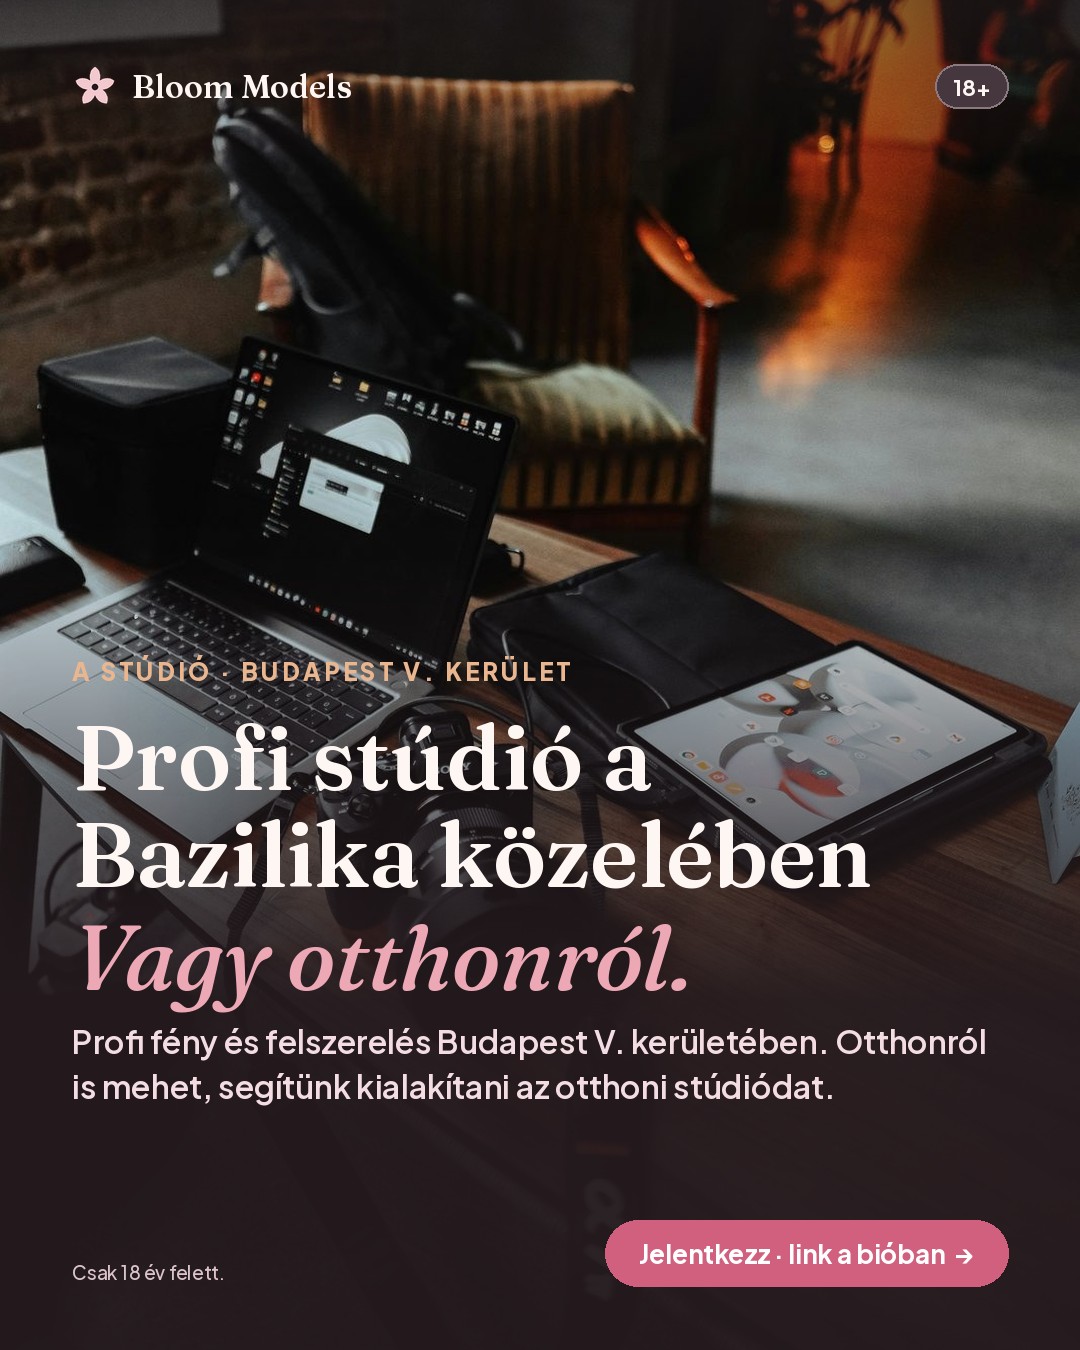 Bloom Models
18+
A STÚDIÓ · BUDAPEST V. KERÜLET
Profi stúdió a
Bazilika közelében
Vagy otthonról.
Profi fény és felszerelés Budapest V. kerületében. Otthonról
is mehet, segítünk kialakítani az otthoni stúdiódat.
Jelentkezz · link a bióban →
Csak 18 év felett.